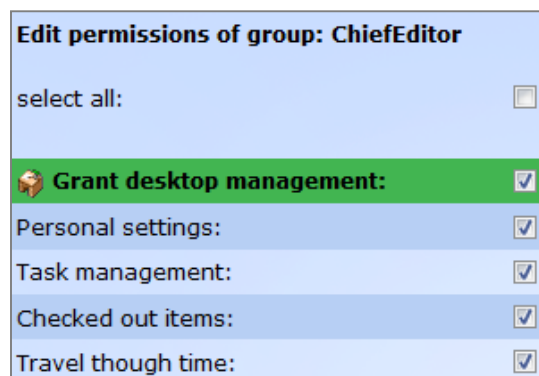 Edit permissions of group: ChiefEditor
select all:
Grant desktop management:
Personal settings:
Task management:
Checked out items:
Travel though time: